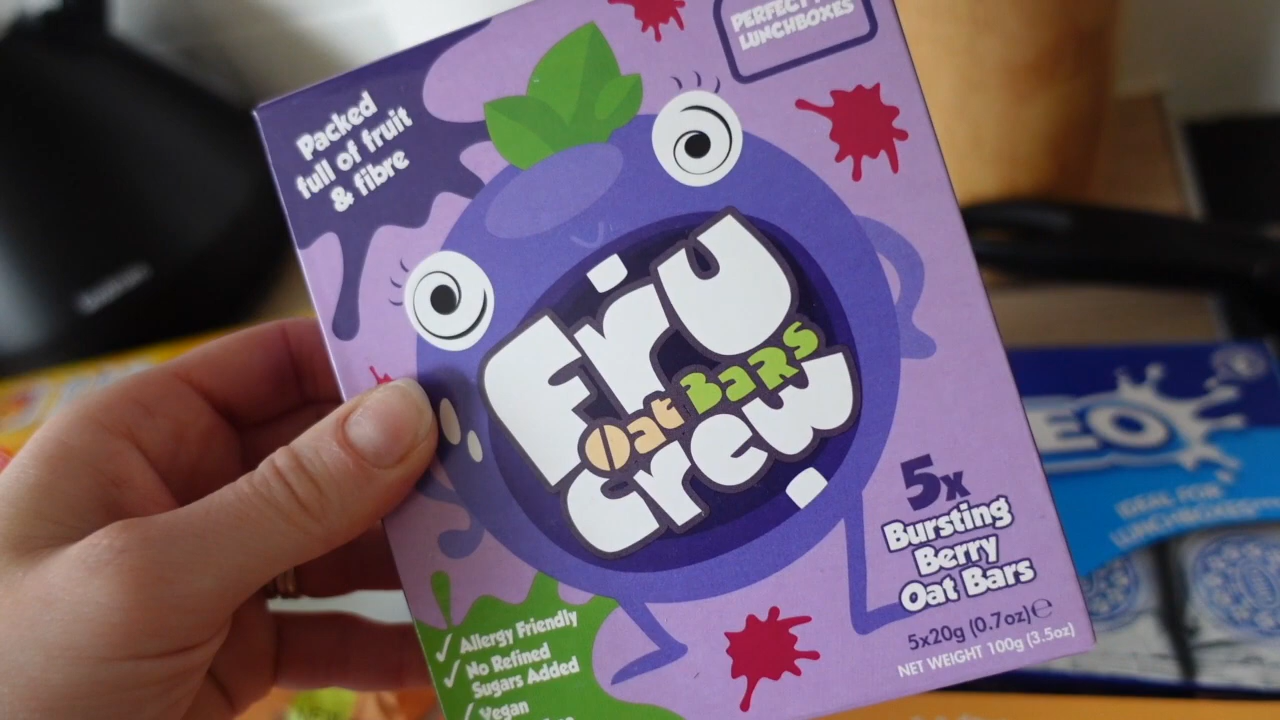 PERFECT
LUNCHBOXES
Packed
full of fruit
& fibre
Fru
Oat Bars
Crew
5x
Bursting
Berry
Oat Bars
5x20g (0.7oz)e
NET WEIGHT 100g (3.5oz)
✓ Allergy Friendly
✓ No Refined
Sugars Added
✓ Vegan
EO
IDEAL FOR
LUNCHBOXES